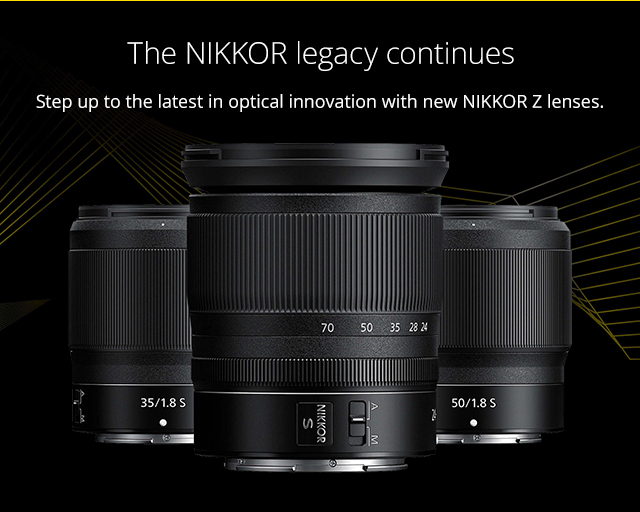 The NIKKOR legacy continues
Step up to the latest in optical innovation with new NIKKOR Z lenses.
70 50 35 28 24
35/1.8 S
50/1.8 S
A
M
NIKKOR
S
A
M